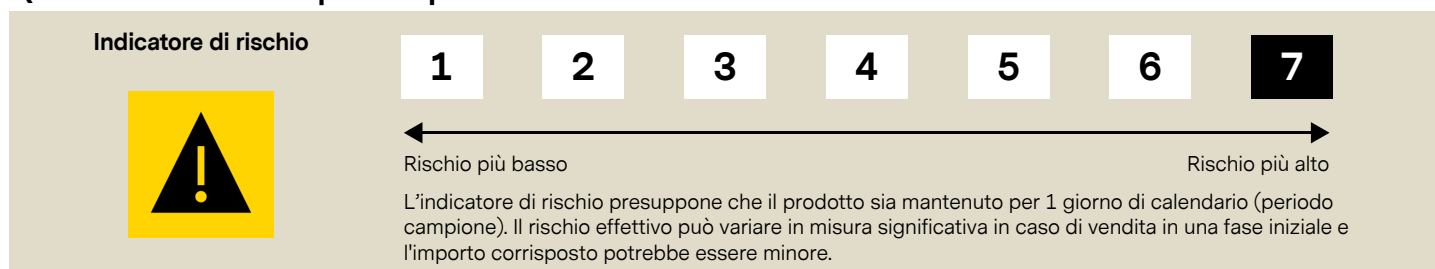 Indicatore di rischio
1 2 3 4 5 6 7
!
Rischio più basso Rischio più alto
L'indicatore di rischio presuppone che il prodotto sia mantenuto per 1 giorno di calendario (periodo
campione). Il rischio effettivo può variare in misura significativa in caso di vendita in una fase iniziale e
l'importo corrisposto potrebbe essere minore.